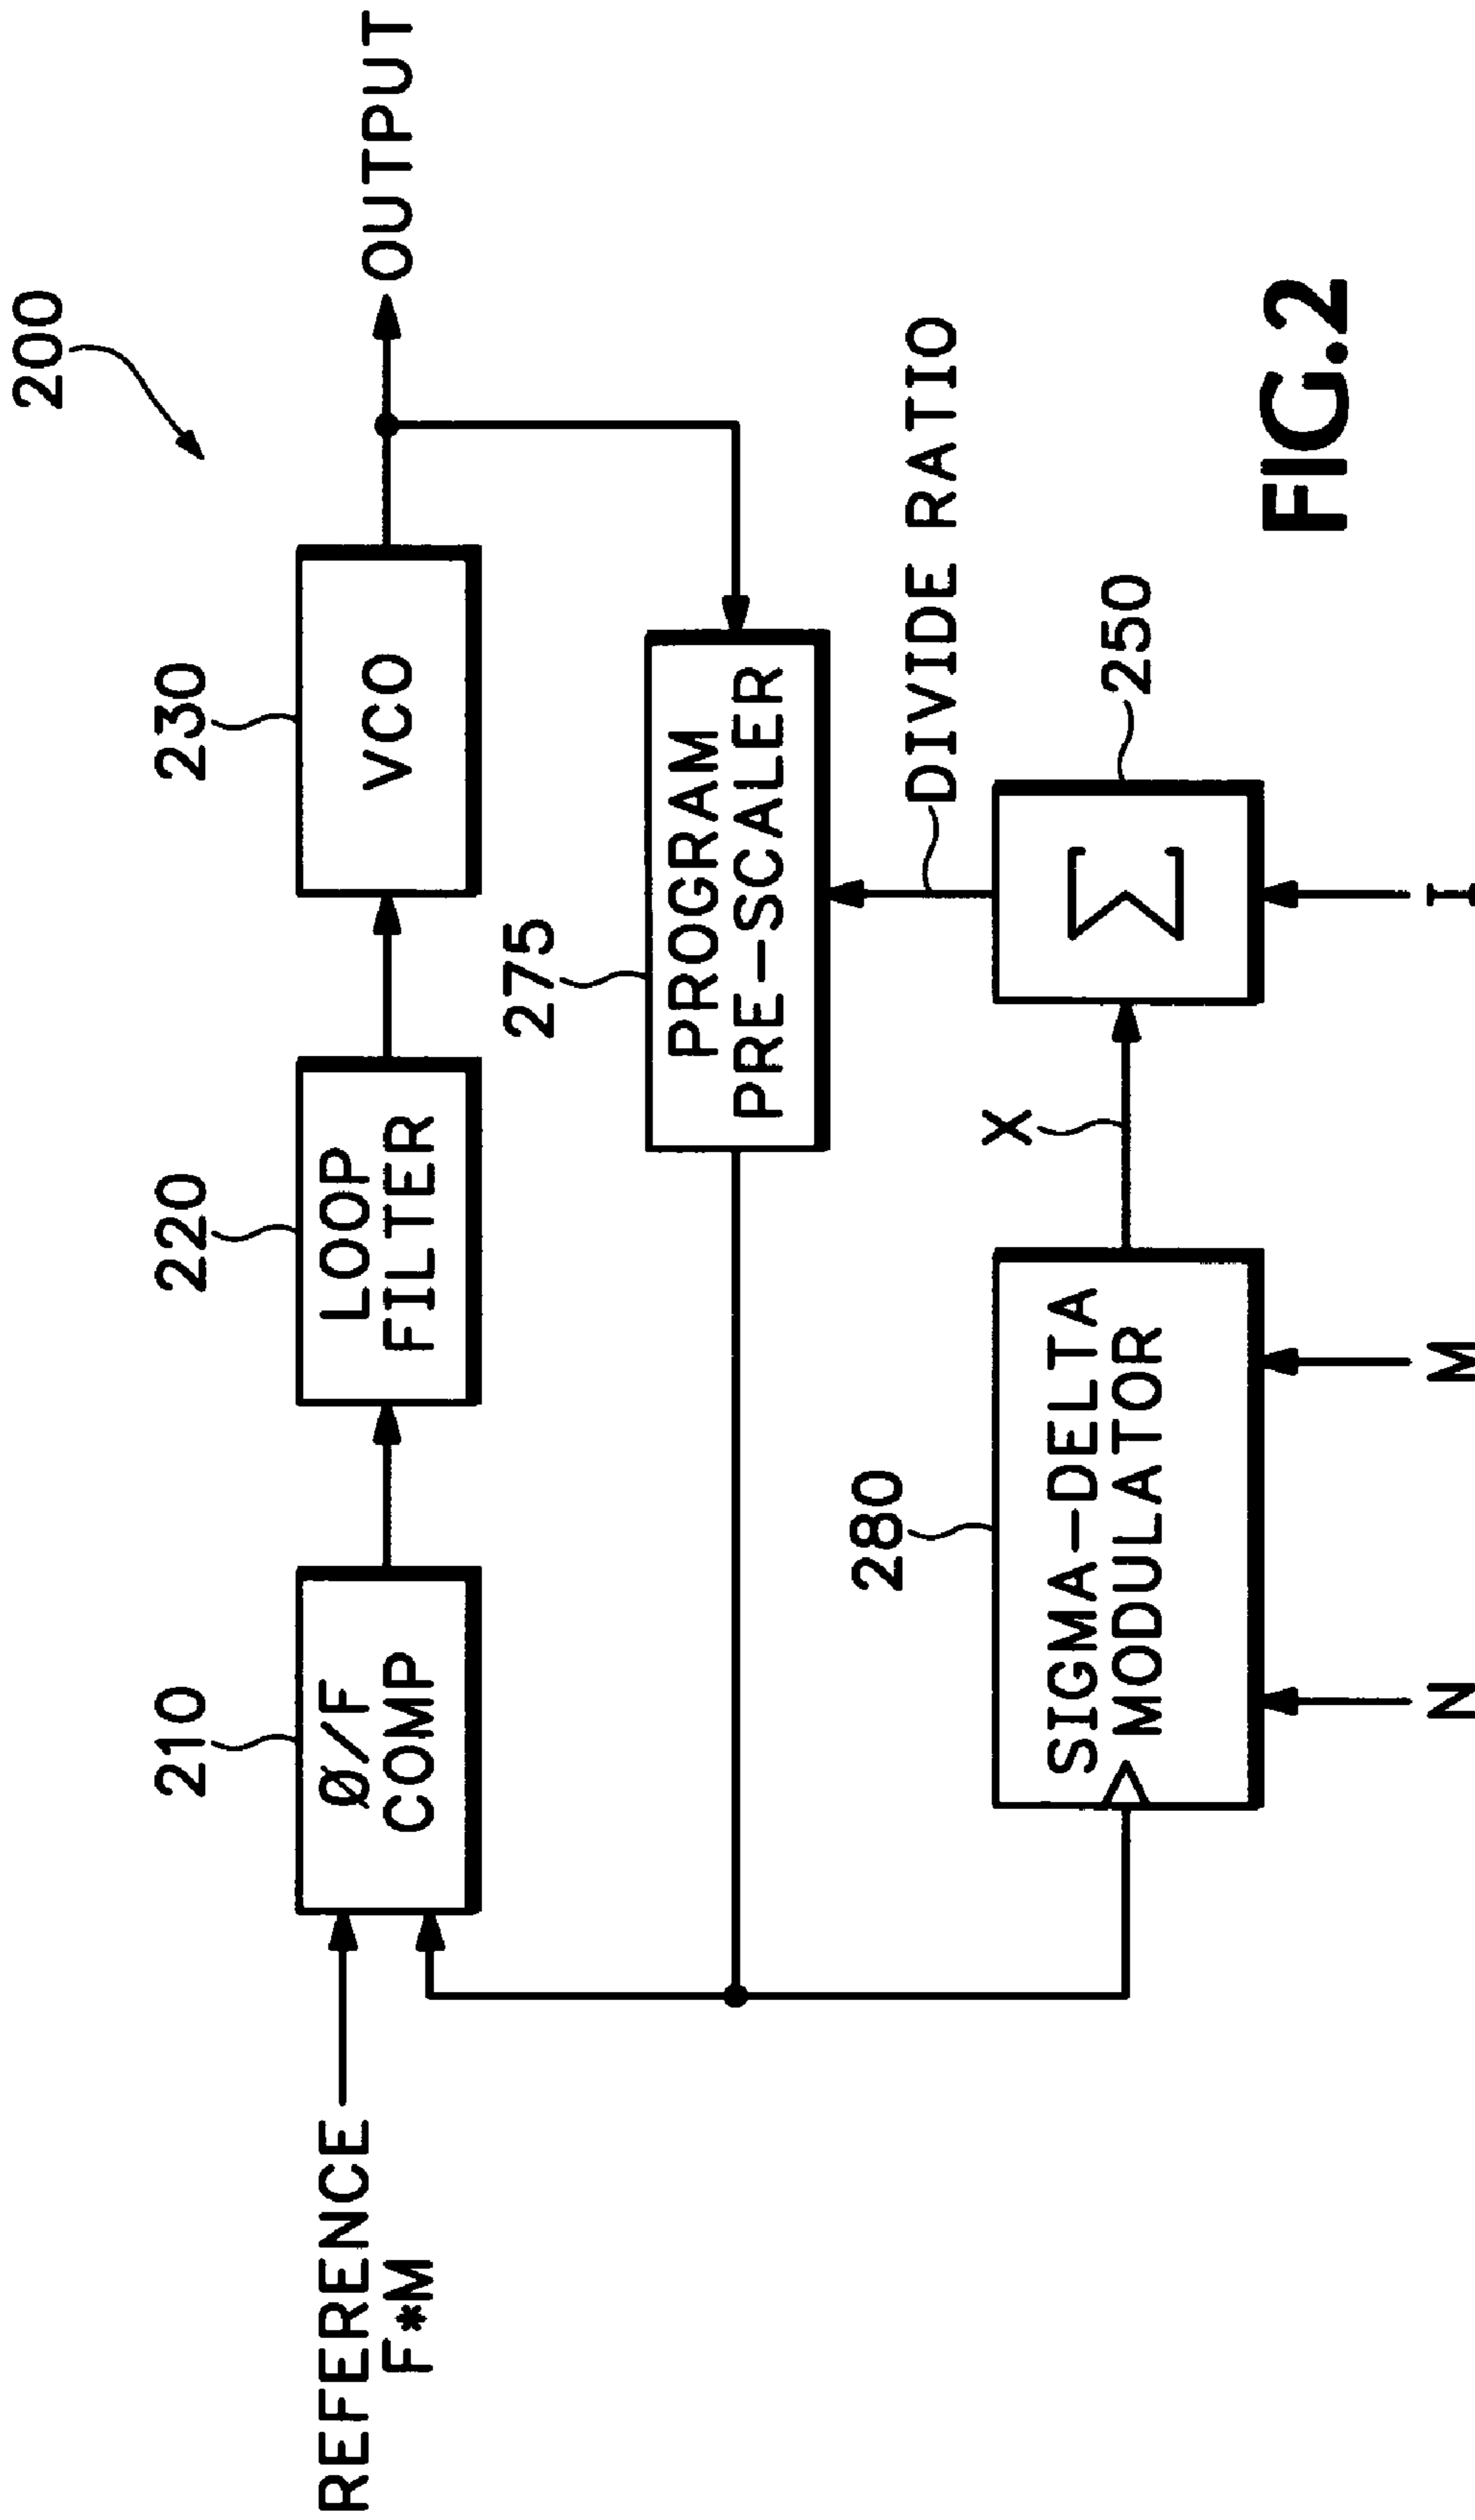 200
210
220
230
REFERENCE
F*M
Ø/F
COMP
LOOP
FILTER
VCO
OUTPUT
275
PROGRAM
PRE-SCALER
280
DIVIDE RATIO
SIGMA-DELTA
MODULATOR
X
Σ
250
N
M
I
FIG.2